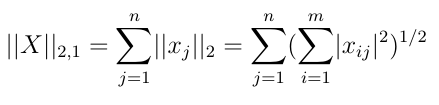 ||X||_{2,1} = \sum_{j=1}^{n} ||x_j||_2 = \sum_{j=1}^{n} (\sum_{i=1}^{m} |x_{ij}|^2)^{1/2}